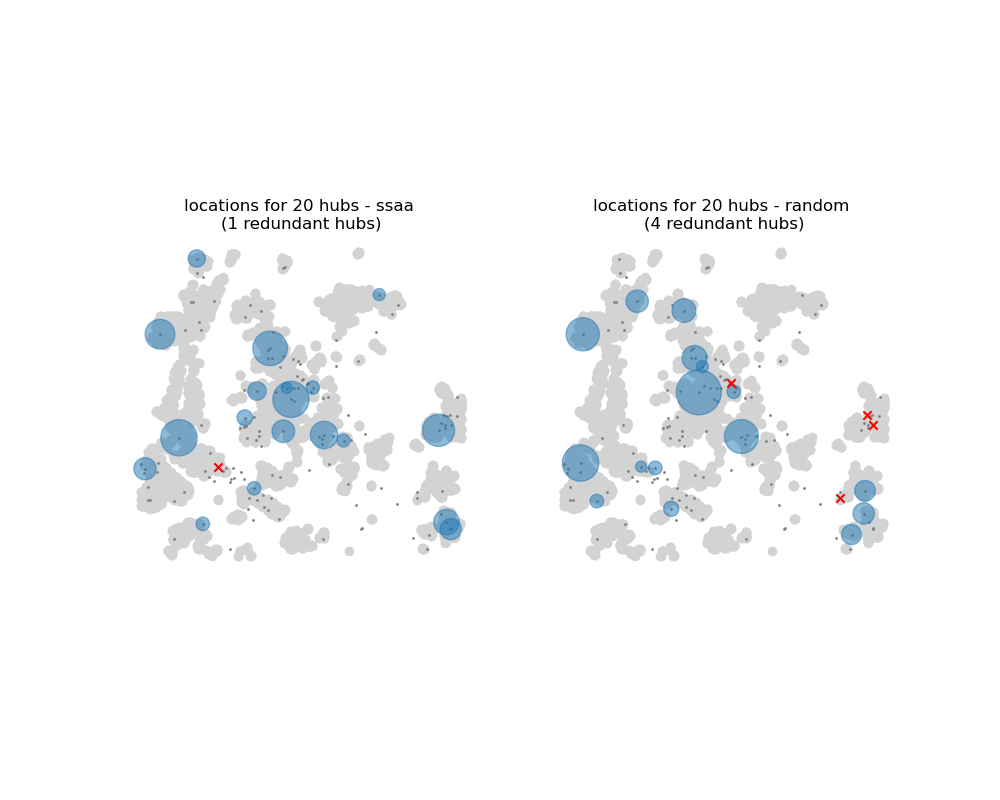 locations for 20 hubs - ssaa
(1 redundant hubs)
locations for 20 hubs - random
(4 redundant hubs)